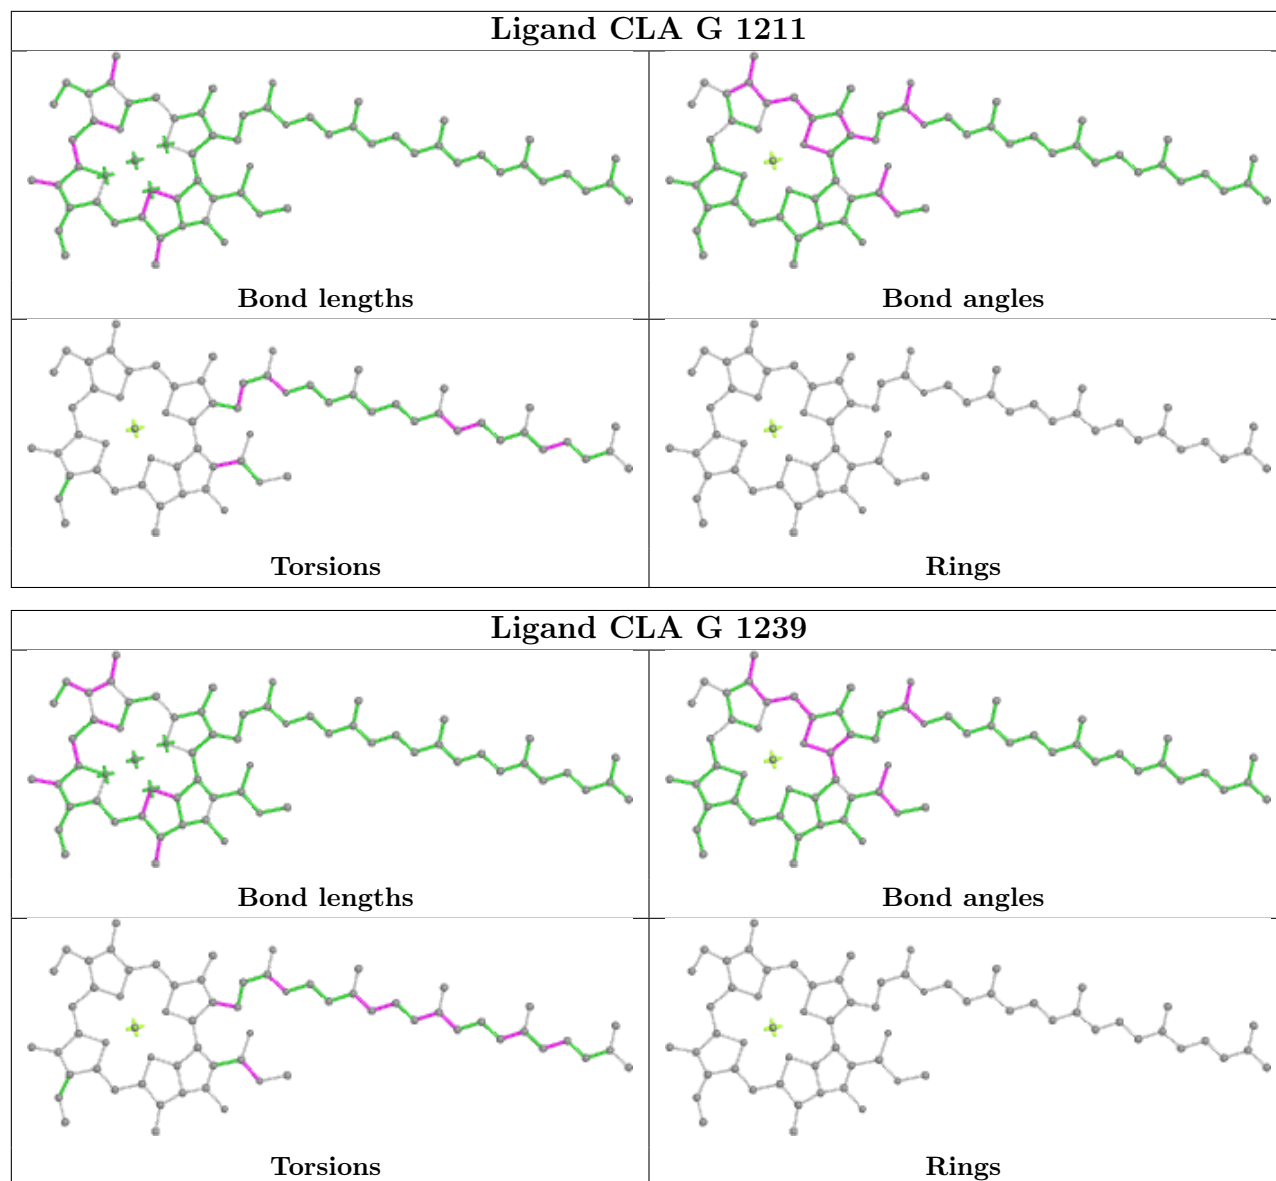 Ligand CLA G 1211
Bond lengths
Bond angles
Torsions
Rings
Ligand CLA G 1239
Bond lengths
Bond angles
Torsions
Rings